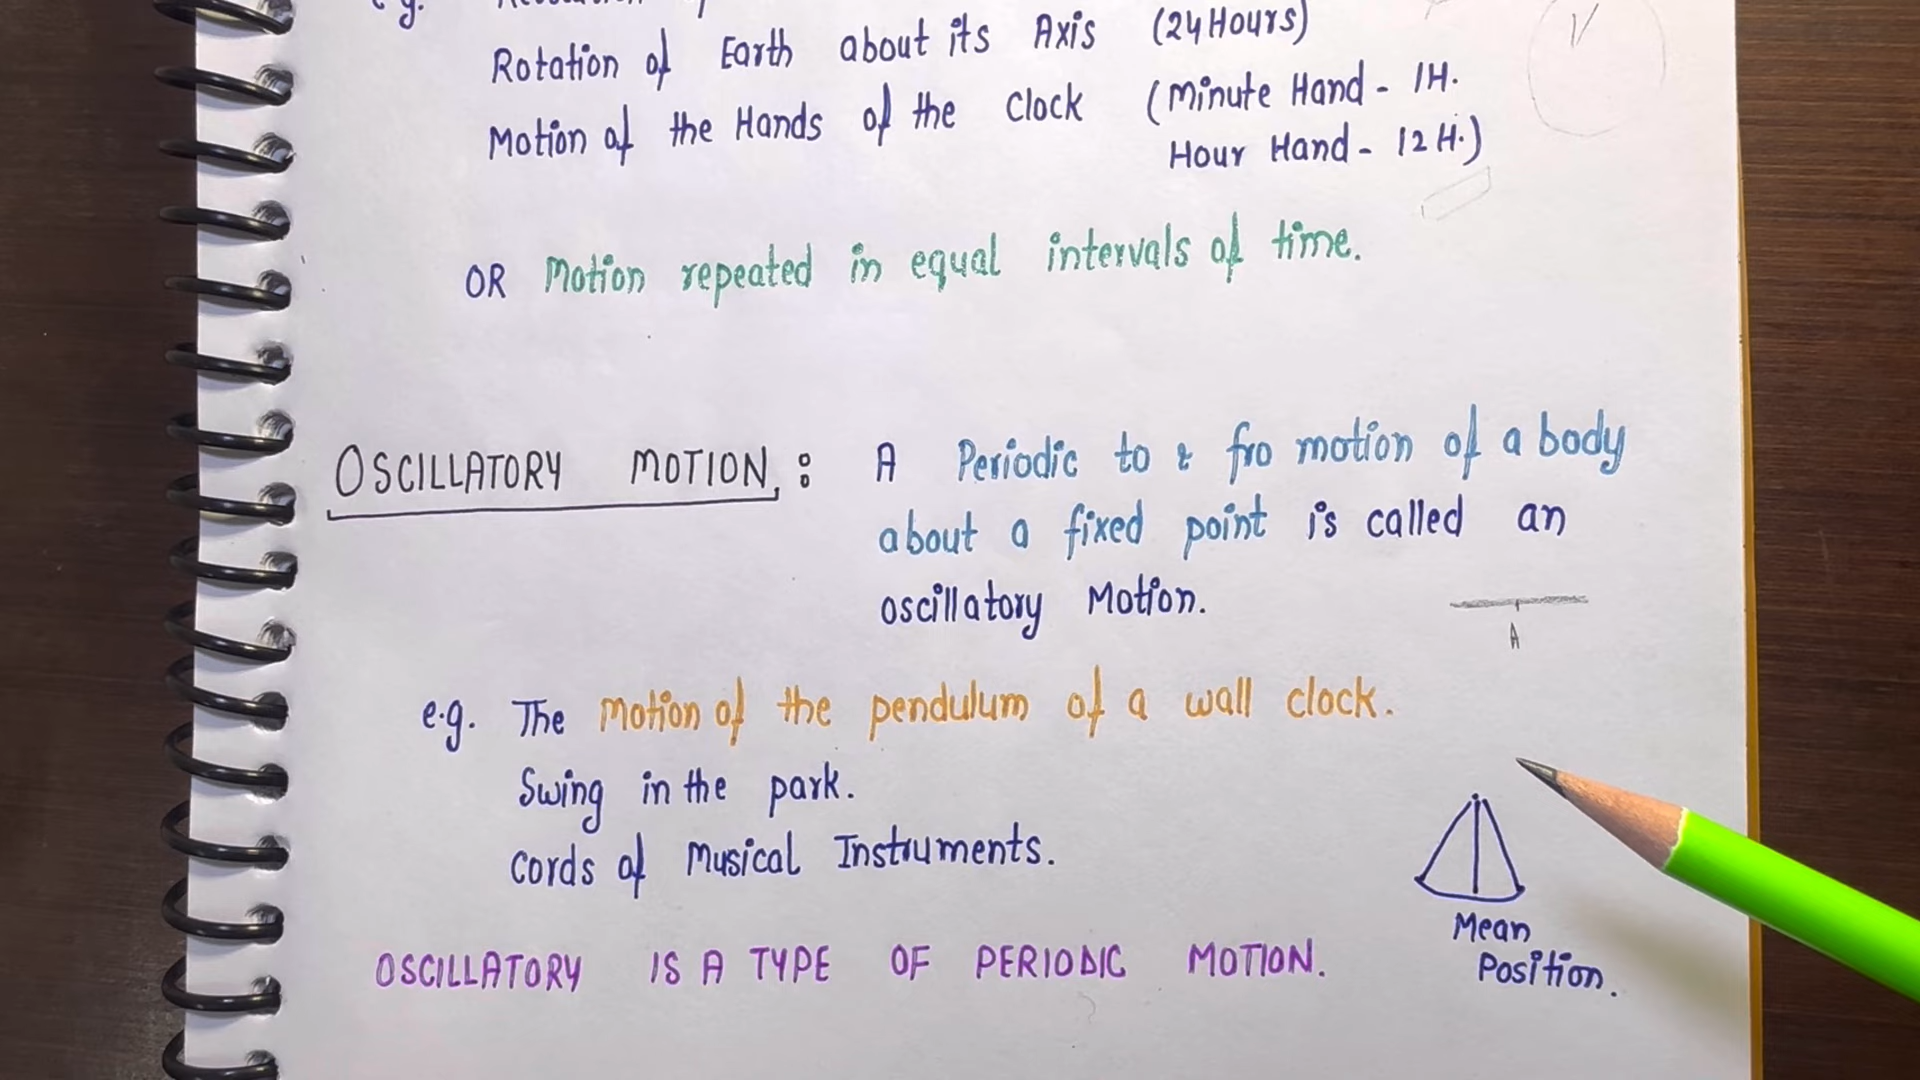 e.g.
Rotation of Earth about its Axis (24 Hours)
Motion of the Hands of the Clock (Minute Hand - 1H.
Hour Hand - 12 H.)
OR Motion repeated in equal intervals of time.
OSCILLATORY MOTION : A Periodic to & fro motion of a body
about a fixed point is called an
oscillatory Motion.
A
e.g. The Motion of the pendulum of a wall clock.
Swing in the park.
Cords of Musical Instruments.
Mean
Position.
OSCILLATORY IS A TYPE OF PERIODIC MOTION.